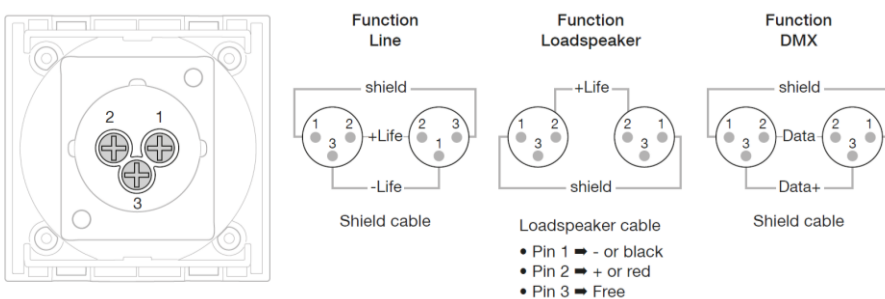 2 1
3
Function
Line
shield
1 2 2 3
+Life
3 1
-Life
Shield cable
Function
Loadspeaker
+Life
1 2 2 1
3 3
shield
Loadspeaker cable
• Pin 1 ➡ - or black
• Pin 2 ➡ + or red
• Pin 3 ➡ Free
Function
DMX
shield
1 2 2 1
Data-
3 3
Data+
Shield cable